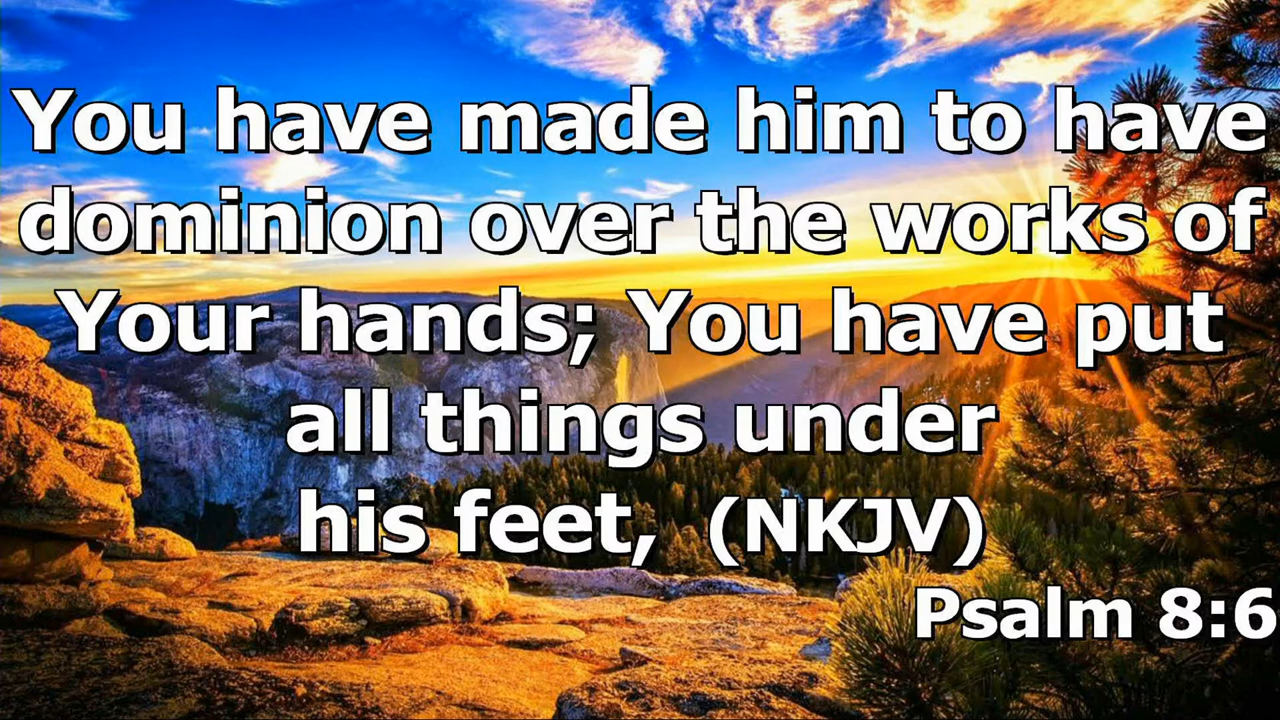 You have made him to have
dominion over the works of
Your hands; You have put
all things under
his feet, (NKJV)
Psalm 8:6